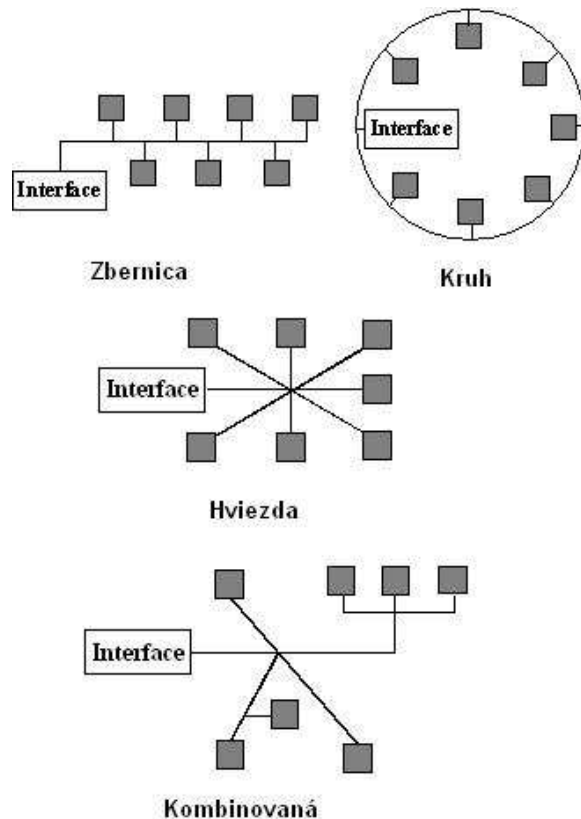 Interface
Zbernica
Interface
Kruh
Interface
Hviezda
Interface
Kombinovaná